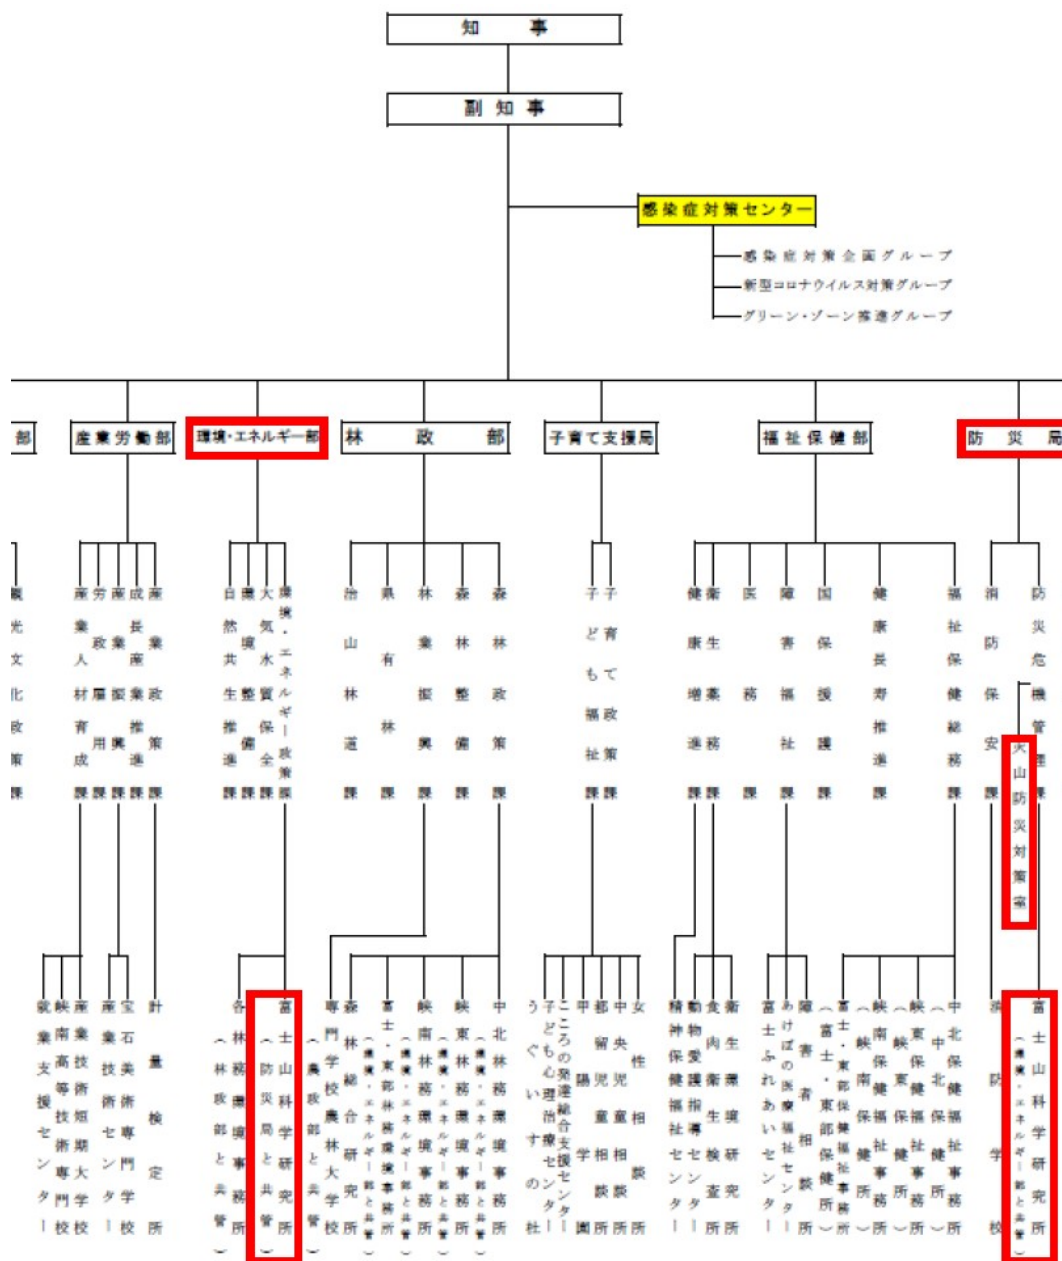 知事
副知事
感染症対策センター
感染症対策企画グループ
新型コロナウイルス対策グループ
グリーン・ゾーン推進グループ
部
産業労働部
環境・エネルギー部
林政部
子育て支援局
福祉保健部
防災局
観光文化政策課
産業人材育成課
労政雇用課
産業振興課
成長産業推進課
産業政策課
自然共生推進課
環境整備課
大気水質保全課
環境・エネルギー政策課
治山林道課
県有林課
林業振興課
森林整備課
森林政策課
子ども福祉課
子育て政策課
健康増進課
衛生薬務課
医務課
障害福祉課
国保援護課
健康長寿推進課
福祉保健総務課
消防保安課
防災危機管理課
火山防災対策室
就業支援センター
峡南高等技術専門校
産業技術短期大学校
産業技術センター
宝石美術専門学校
計量検定所
各林務環境事務所
(林政部と共管)
富士山科学研究所
(防災局と共管)
専門学校農林大学校
(農政部と共管)
森林総合研究所
富士・東部林務環境事務所
(環境・エネルギー部と共管)
峡南林務環境事務所
(環境・エネルギー部と共管)
峡東林務環境事務所
(環境・エネルギー部と共管)
中北林務環境事務所
(環境・エネルギー部と共管)
うぐいすの杜
子ども心理治療センター
こころの発達総合支援センター
甲陽学園
都留児童相談所
中央児童相談所
女性相談所
精神保健福祉センター
動物愛護指導センター
食肉衛生検査所
衛生環境研究所
富士ふれあいセンター
あけぼの医療福祉センター
障害者相談所
富士・東部保健福祉事務所
(富士・東部保健所)
峡南保健福祉事務所
(峡南保健所)
峡東保健福祉事務所
(峡東保健所)
中北保健福祉事務所
(中北保健所)
消防学校
富士山科学研究所
(環境・エネルギー部と共管)